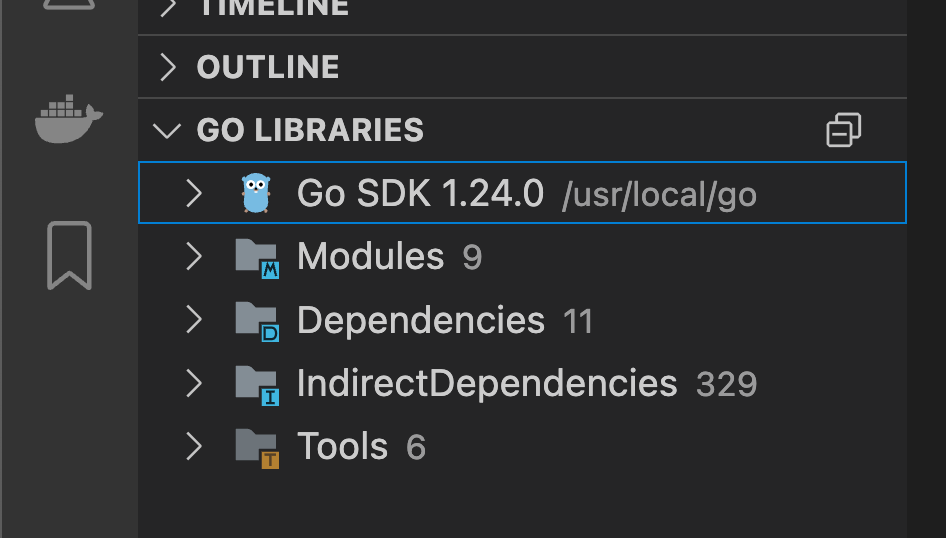 TIMELINE
OUTLINE
GO LIBRARIES
Go SDK 1.24.0 /usr/local/go
Modules 9
M
Dependencies 11
D
IndirectDependencies 329
I
Tools 6
T